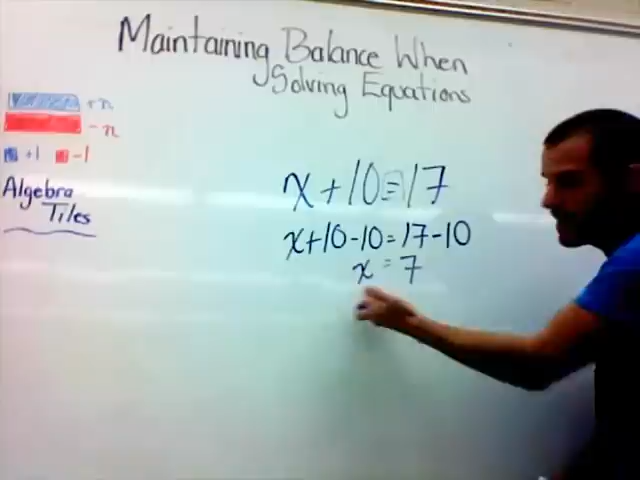 Maintaining Balance When
Solving Equations
+n
-n
+1 -1
Algebra
Tiles
x+10=17
x+10-10=17-10
x=7